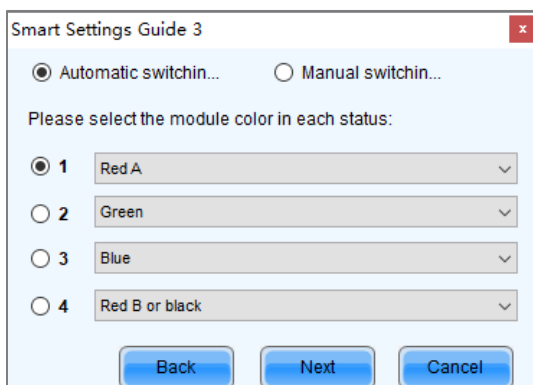 Smart Settings Guide 3
x
Automatic switchin... Manual switchin...
Please select the module color in each status:
1 Red A
2 Green
3 Blue
4 Red B or black
Back Next Cancel